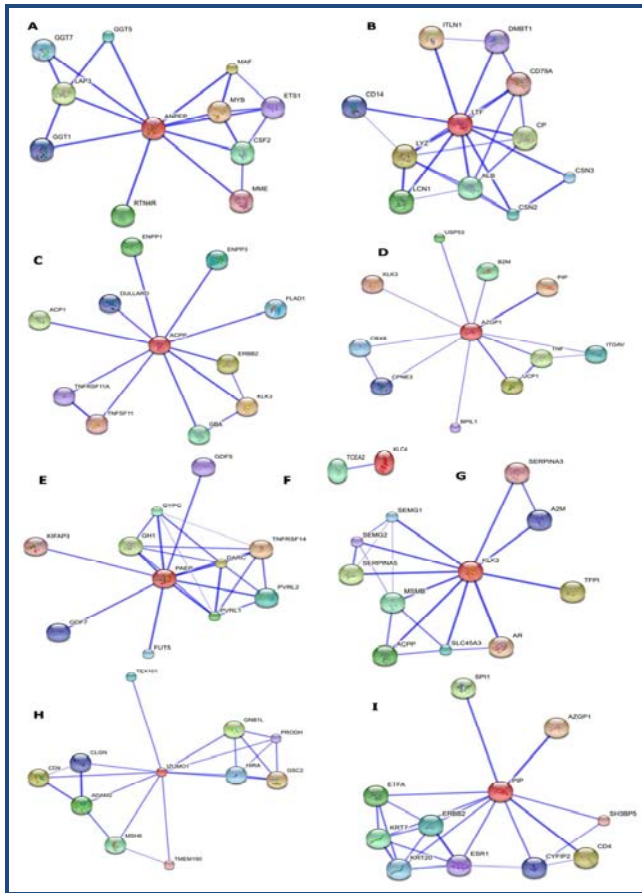 A
GGT5
GGT7
LAP3
MAF
MYB
ETS1
ANPEP
CSF2
GGT1
MME
RTN4R
B
ITLN1
DMBT1
CD79A
CD14
LTF
CP
LYZ
LCN1
ALB
CSN3
CSN2
C
ENPP1
ENPP3
DULLARD
FLAD1
ACP1
ACPP
ERBB2
TNFRSF11A
KLK3
TNFSF11
GBA
D
USP53
B2M
KLK3
PIP
AZGP1
TNF
ITGAV
CPNE3
UCP1
BPIL1
E
GDF5
GYPC
GH1
TNFRSF14
DARC
KIFAP3
PAEP
PVRL2
PVRL1
GDF7
FUT5
F
TCEA2
KLC4
G
SERPINA3
SEMG1
A2M
SEMG2
SERPINA5
KLK3
TFPI
MSMB
ACPP
SLC45A3
AR
H
GNB1L
PRODH
CLGN
IZUMO1
CD9
HIRA
GSC2
ADAM2
MSH6
I
SPI1
AZGP1
PIP
ETFA
ERBB2
SH3BP5
KRT7
KRT20
ESR1
CYFIP2
CD4